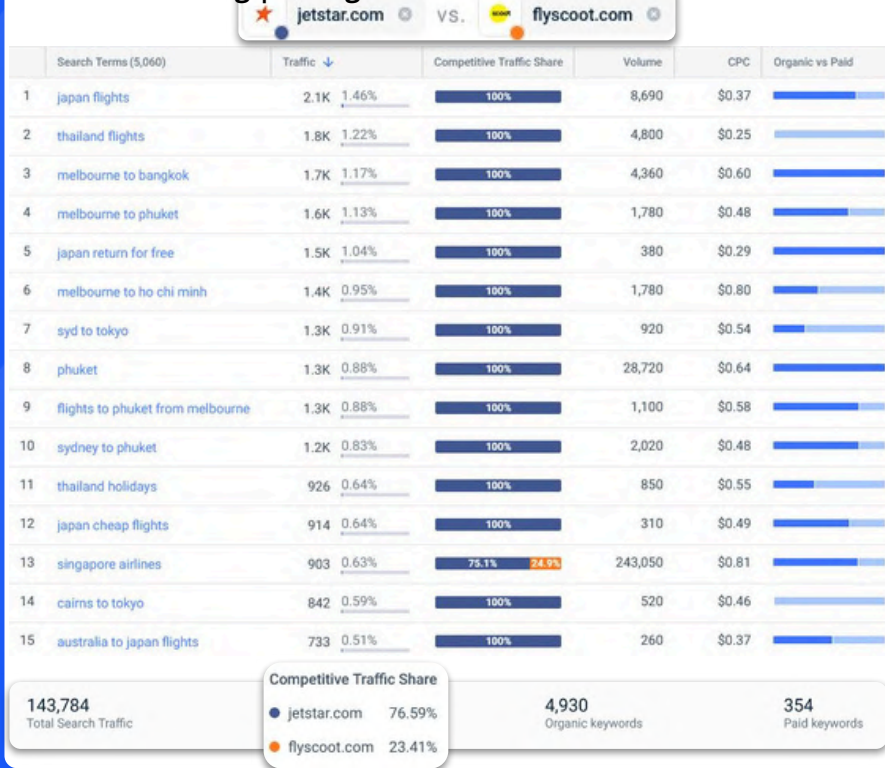 jetstar.com VS. scoot flyscoot.com
Search Terms (5,060) Traffic ↓ Competitive Traffic Share Volume CPC Organic vs Paid
1 japan flights 2.1K 1.46% 100% 8,690 $0.37
2 thailand flights 1.8K 1.22% 100% 4,800 $0.25
3 melbourne to bangkok 1.7K 1.17% 100% 4,360 $0.60
4 melbourne to phuket 1.6K 1.13% 100% 1,780 $0.48
5 japan return for free 1.5K 1.04% 100% 380 $0.29
6 melbourne to ho chi minh 1.4K 0.95% 100% 1,780 $0.80
7 syd to tokyo 1.3K 0.91% 100% 920 $0.54
8 phuket 1.3K 0.88% 100% 28,720 $0.64
9 flights to phuket from melbourne 1.3K 0.88% 100% 1,100 $0.58
10 sydney to phuket 1.2K 0.83% 100% 2,020 $0.48
11 thailand holidays 926 0.64% 100% 850 $0.55
12 japan cheap flights 914 0.64% 100% 310 $0.49
13 singapore airlines 903 0.63% 75.1% 24.9% 243,050 $0.81
14 cairns to tokyo 842 0.59% 100% 520 $0.46
15 australia to japan flights 733 0.51% 100% 260 $0.37
Competitive Traffic Share
jetstar.com 76.59%
flyscoot.com 23.41%
143,784
Total Search Traffic
4,930
Organic keywords
354
Paid keywords